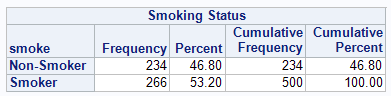 Smoking Status
smoke Frequency Percent Cumulative Frequency Cumulative Percent
Non-Smoker 234 46.80 234 46.80
Smoker 266 53.20 500 100.00